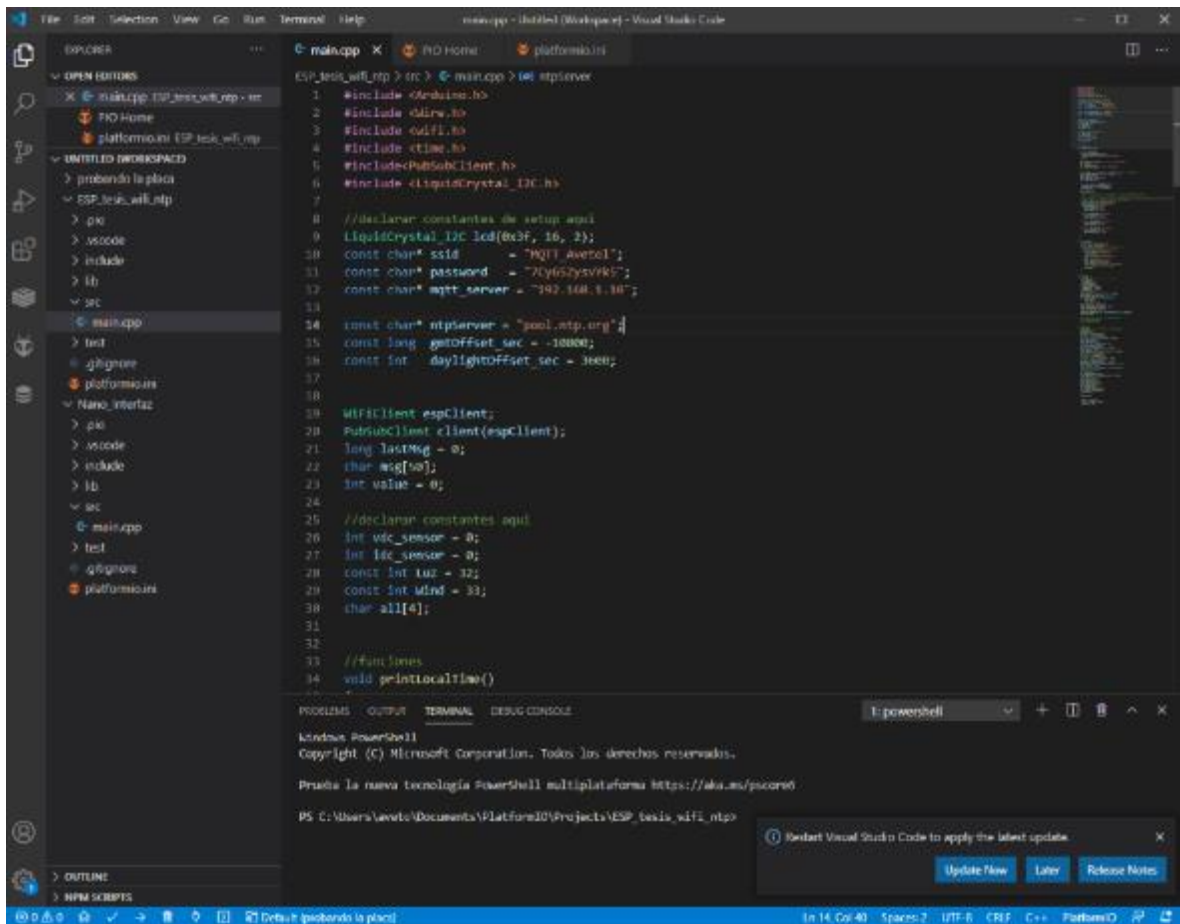 File Edit Selection View Go Run Terminal Help
main.cpp - Untitled (Workspace) - Visual Studio Code
EXPLORER
OPEN EDITORS
main.cpp ESP_tesis_wifi_ntp - src
PIO Home
platformio.ini ESP_tesis_wifi_ntp
UNTITLED (WORKSPACE)
probando la placa
ESP_tesis_wifi_ntp
.pio
.vscode
include
lib
src
main.cpp
test
.gitignore
platformio.ini
Nano_Interfaz
.pio
.vscode
include
lib
src
main.cpp
test
.gitignore
platformio.ini
OUTLINE
NPM SCRIPTS
main.cpp PIO Home platformio.ini
ESP_tesis_wifi_ntp > src > main.cpp > ntpServer
1 #include <Arduino.h>
2 #include <Wire.h>
3 #include <wifi.h>
4 #include <time.h>
5 #include<PubSubClient.h>
6 #include <LiquidCrystal_I2C.h>
7
8 //declarar constantes de setup aqui
9 LiquidCrystal_I2C lcd(0x3f, 16, 2);
10 const char* ssid = "MQTT_Avetol";
11 const char* password =
12 const char* mqtt_server = "192.168.1.10";
13
14 const char* ntpServer = "pool.ntp.org";
15 const long gmtOffset_sec = -10800;
16 const int daylightOffset_sec = 3600;
17
18
19 WiFiClient espClient;
20 PubSubClient client(espClient);
21 long lastMsg = 0;
22 char msg[50];
23 int value = 0;
24
25 //declarar constantes aqui
26 int vdc_sensor = 0;
27 int idc_sensor = 0;
28 const int Luz = 32;
29 const int Wind = 33;
30 char all[4];
31
32
33 //funciones
34 void printLocalTime()
PROBLEMS OUTPUT TERMINAL DEBUG CONSOLE
1: powershell
Windows PowerShell
Copyright (C) Microsoft Corporation. Todos los derechos reservados.
Prueba la nueva tecnología PowerShell multiplataforma https://aka.ms/pscore6
PS C:\Users\aveto\Documents\PlatformIO\Projects\ESP_tesis_wifi_ntp>
Restart Visual Studio Code to apply the latest update.
Update Now Later Release Notes
0 0 Default (probando la placa)
Ln 14, Col 40 Spaces: 2 UTF-8 CRLF C++ PlatformIO